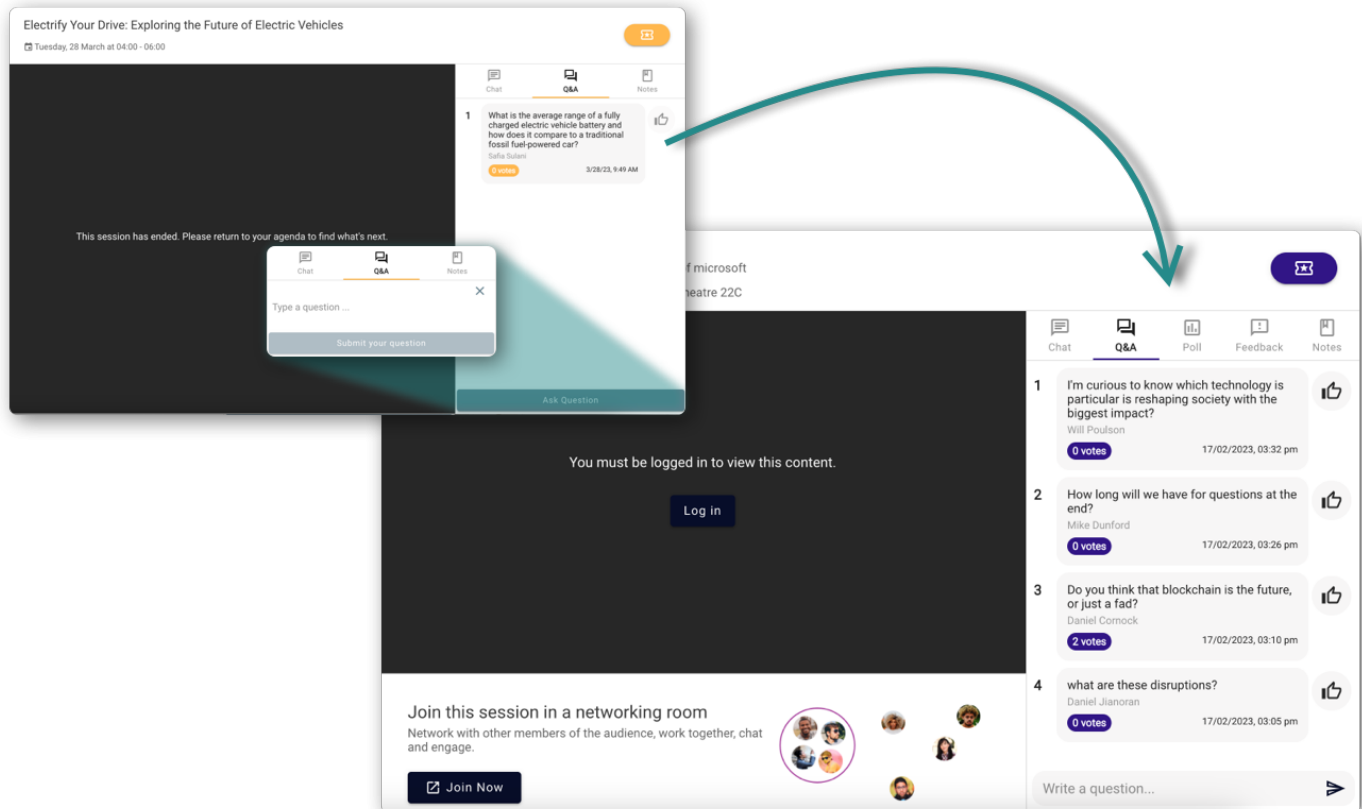 Electrify Your Drive: Exploring the Future of Electric Vehicles
Tuesday, 28 March at 04:00 - 06:00
Chat
Q&A
Notes
1
What is the average range of a fully
charged electric vehicle battery and
how does it compare to a traditional
fossil fuel-powered car?
Safia Sulani
0 votes
3/28/23, 9:49 AM
This session has ended. Please return to your agenda to find what's next.
Chat
Q&A
Notes
Type a question ...
Submit your question
Ask Question
f microsoft
heatre 22C
Chat
Q&A
Poll
Feedback
Notes
1
I'm curious to know which technology is
particular is reshaping society with the
biggest impact?
Will Poulson
0 votes
17/02/2023, 03:32 pm
2
How long will we have for questions at the
end?
Mike Dunford
0 votes
17/02/2023, 03:26 pm
3
Do you think that blockchain is the future,
or just a fad?
Daniel Cornock
2 votes
17/02/2023, 03:10 pm
4
what are these disruptions?
Daniel Jianoran
0 votes
17/02/2023, 03:05 pm
Write a question...
You must be logged in to view this content.
Log in
Join this session in a networking room
Network with other members of the audience, work together, chat
and engage.
Join Now